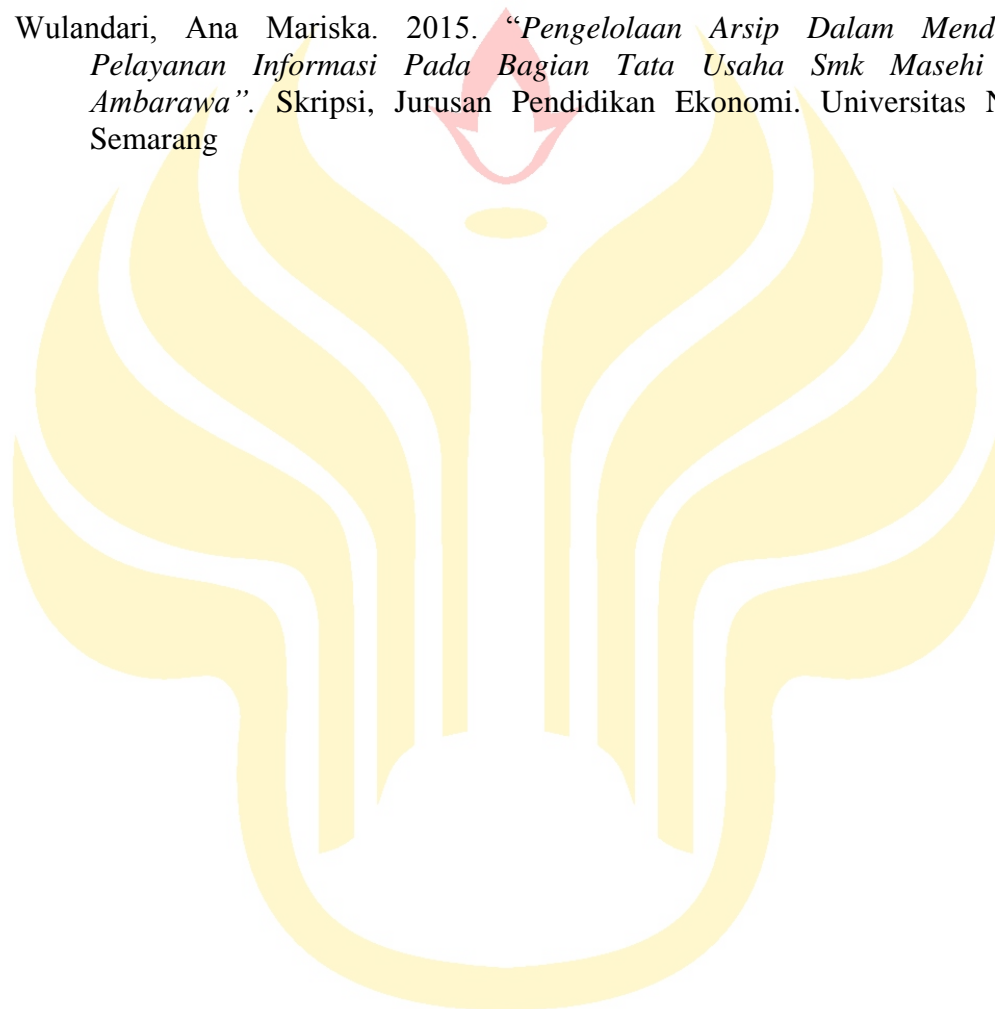 Wulandari, Ana Mariska. 2015. “Pengelolaan Arsip Dalam Mend
Pelayanan Informasi Pada Bagian Tata Usaha Smk Masehi
Ambarawa”. Skripsi, Jurusan Pendidikan Ekonomi. Universitas N
Semarang